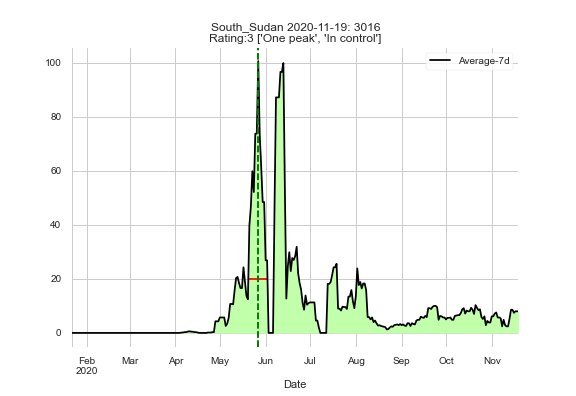 South_Sudan 2020-11-19: 3016
Rating:3 ['One peak', 'In control']
Average-7d
100
80
60
40
20
0
Feb Mar Apr May Jun Jul Aug Sep Oct Nov
2020
Date